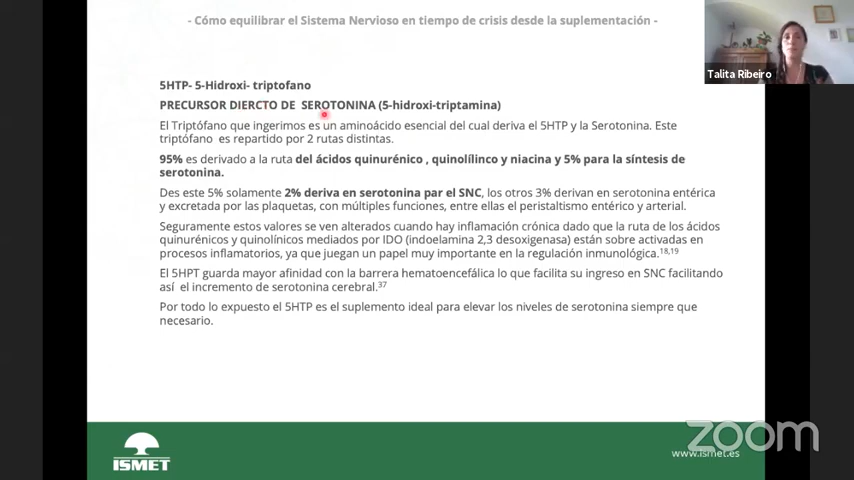 - Cómo equilibrar el Sistema Nervioso en tiempo de crisis desde la suplementación -
Talita Ribeiro
5HTP- 5-Hidroxi- triptofano
PRECURSOR DIERCTO DE SEROTONINA (5-hidroxi-triptamina)
El Triptófano que ingerimos es un aminoácido esencial del cual deriva el 5HTP y la Serotonina. Este
triptófano es repartido por 2 rutas distintas.
95% es derivado a la ruta del ácidos quinurénico , quinolílinco y niacina y 5% para la síntesis de
serotonina.
Des este 5% solamente 2% deriva en serotonina par el SNC, los otros 3% derivan en serotonina entérica
y excretada por las plaquetas, con múltiples funciones, entre ellas el peristaltismo entérico y arterial.
Seguramente estos valores se ven alterados cuando hay inflamación crónica dado que la ruta de los ácidos
quinurénicos y quinolínicos mediados por IDO (indoelamina 2,3 desoxigenasa) están sobre activadas en
procesos inflamatorios, ya que juegan un papel muy importante en la regulación inmunológica.18,19
El 5HPT guarda mayor afinidad con la barrera hematoencefálica lo que facilita su ingreso en SNC facilitando
así el incremento de serotonina cerebral.37
Por todo lo expuesto el 5HTP es el suplemento ideal para elevar los niveles de serotonina siempre que
necesario.
ISMET
zoom
www.ismet.es